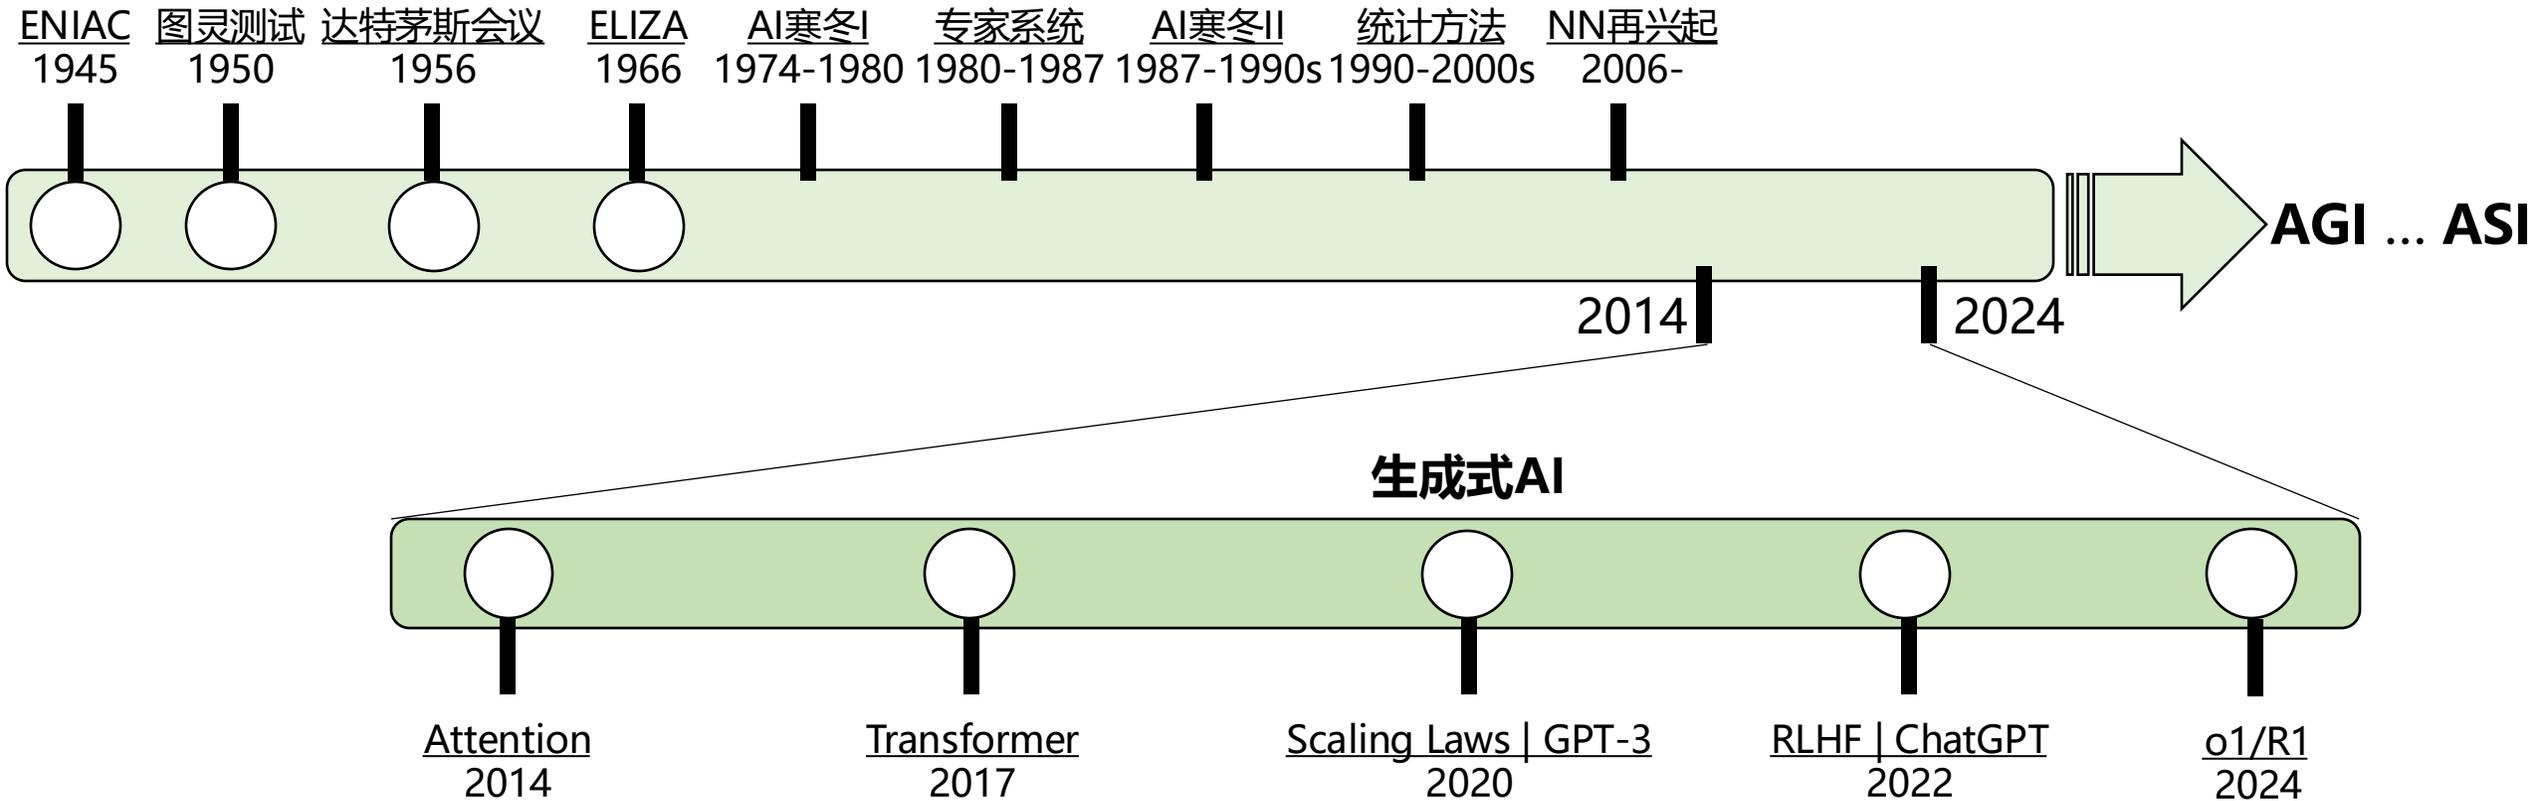 ENIAC 图灵测试 达特茅斯会议 ELIZA AI寒冬I 专家系统 AI寒冬II 统计方法 NN再兴起
1945 1950 1956 1966 1974-1980 1980-1987 1987-1990s 1990-2000s 2006-
AGI ... ASI
2014 2024
生成式AI
Attention Transformer Scaling Laws | GPT-3 RLHF | ChatGPT o1/R1
2014 2017 2020 2022 2024